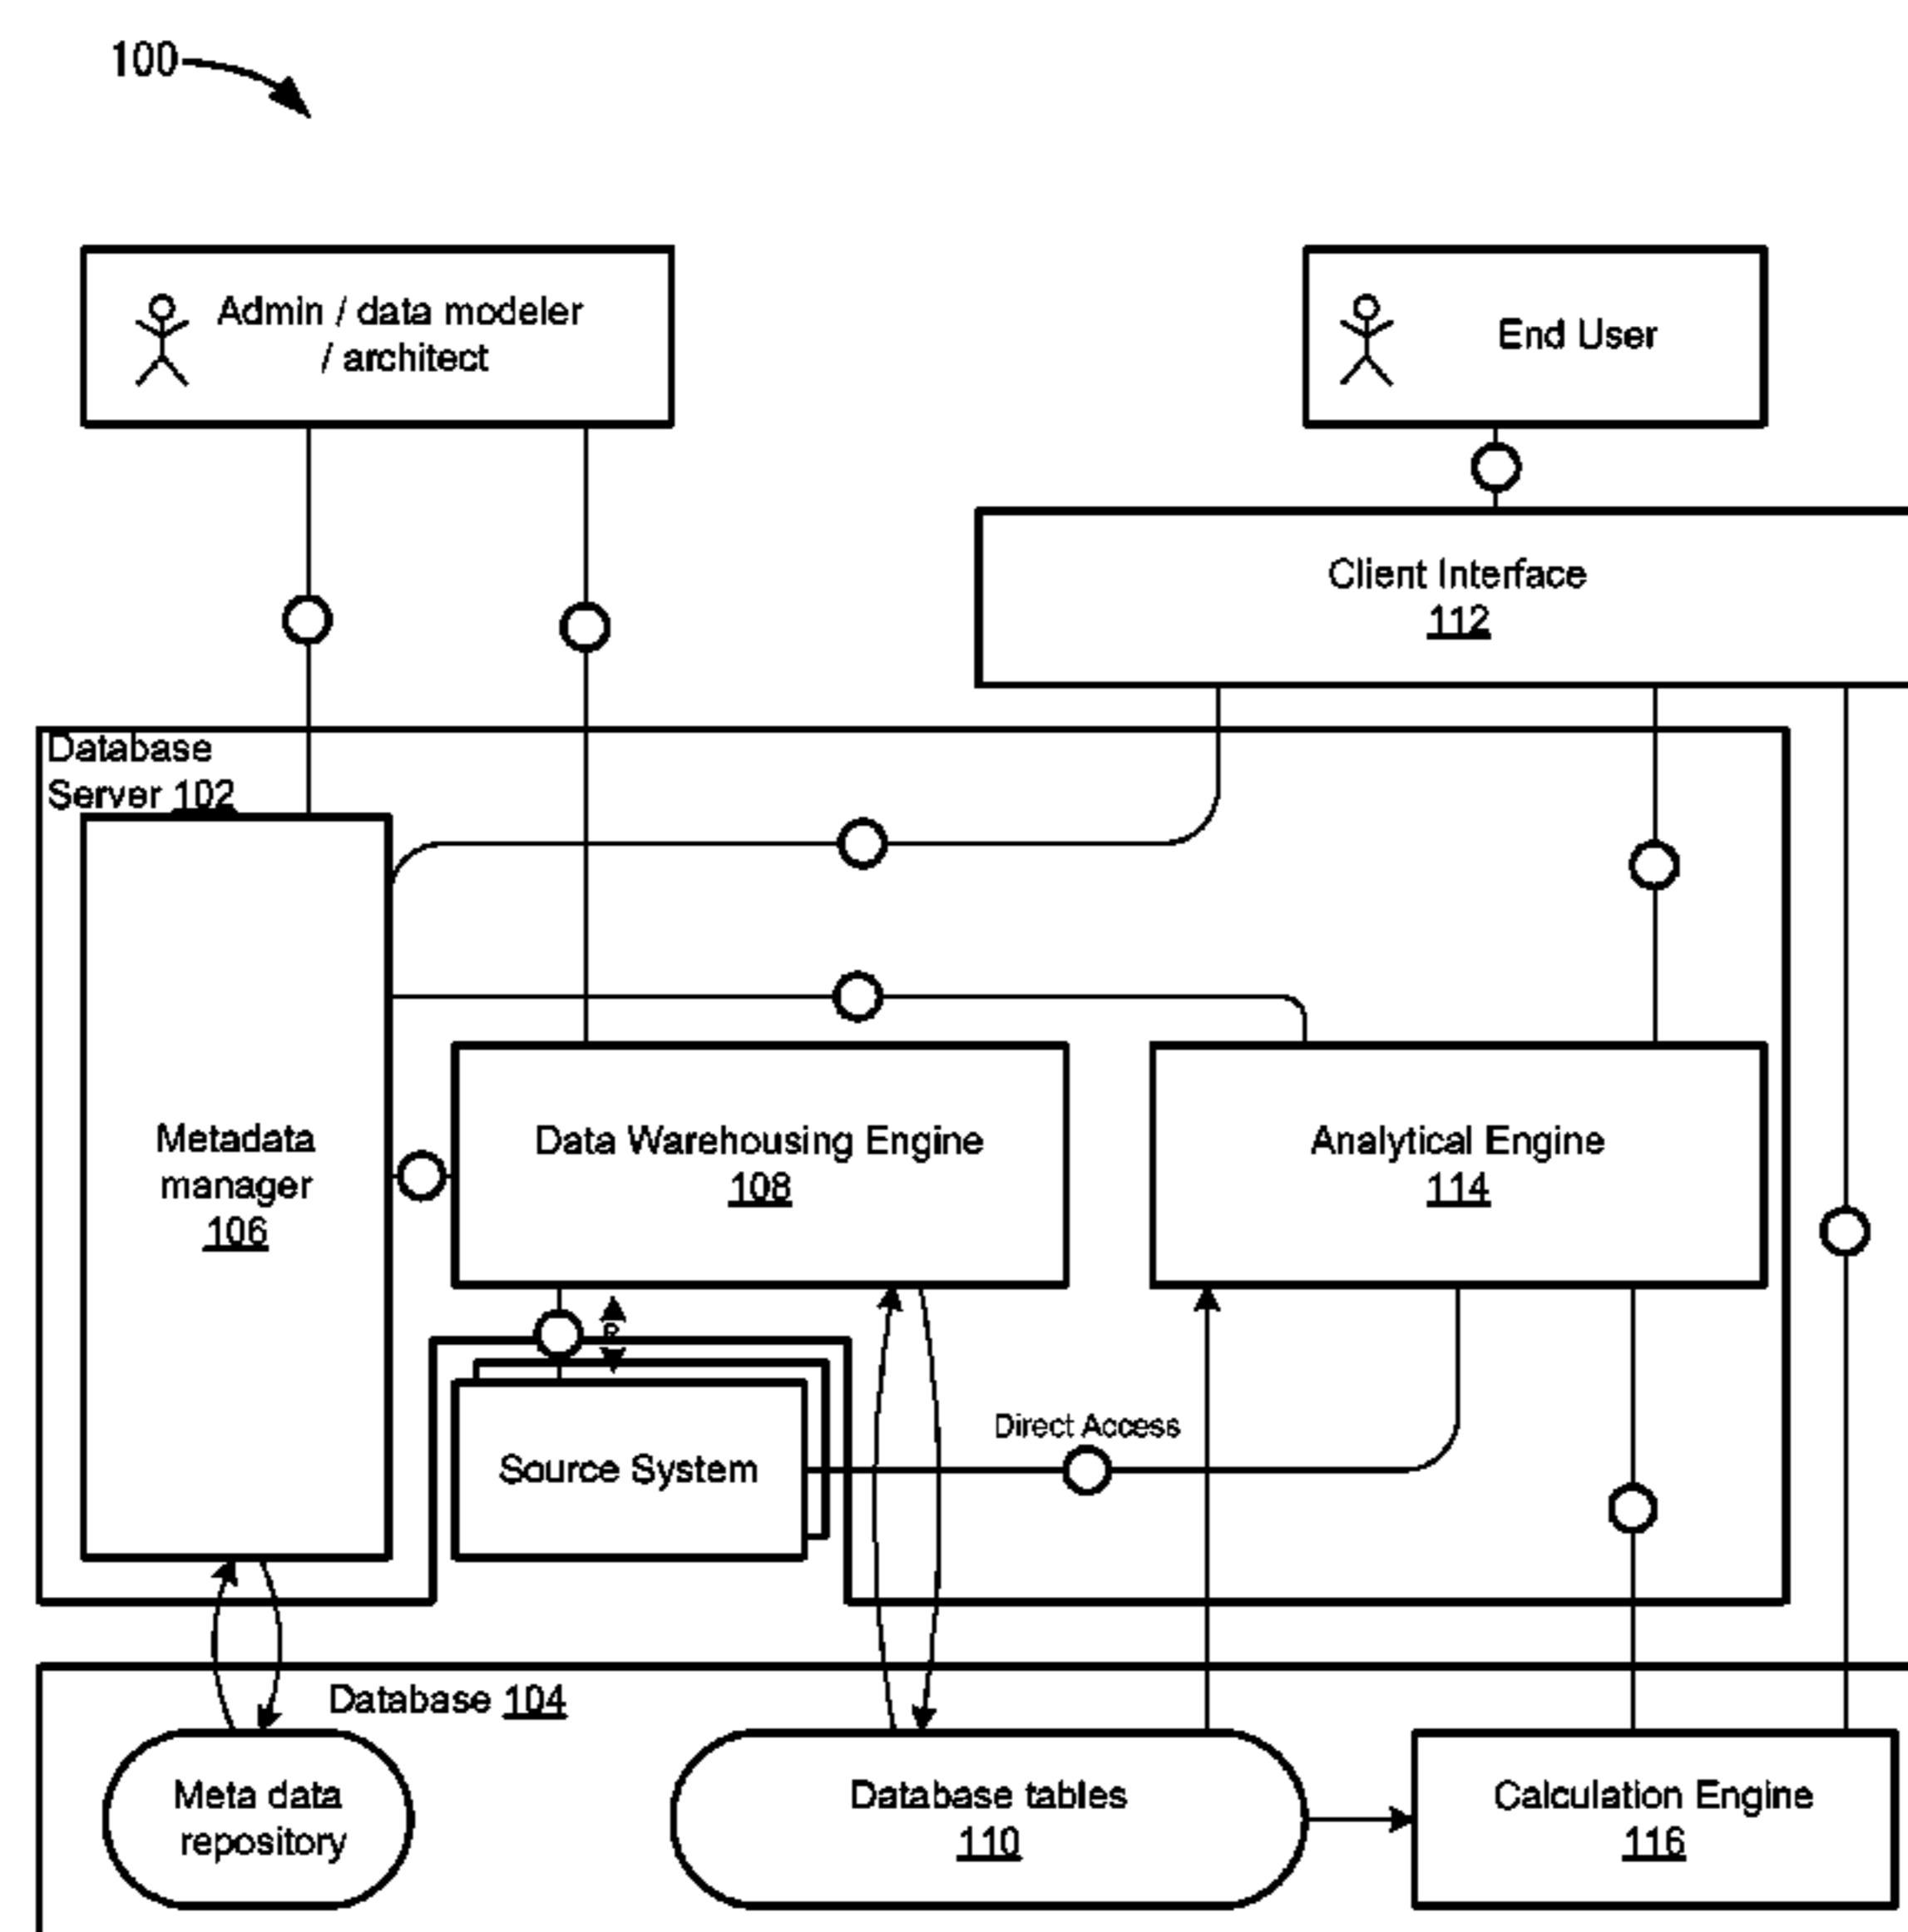 100
Admin / data modeler
/ architect
End User
Client Interface
112
Database
Server 102
Metadata
manager
106
Data Warehousing Engine
108
Analytical Engine
114
R
Source System
Direct Access
Database 104
Meta data
repository
Database tables
110
Calculation Engine
116